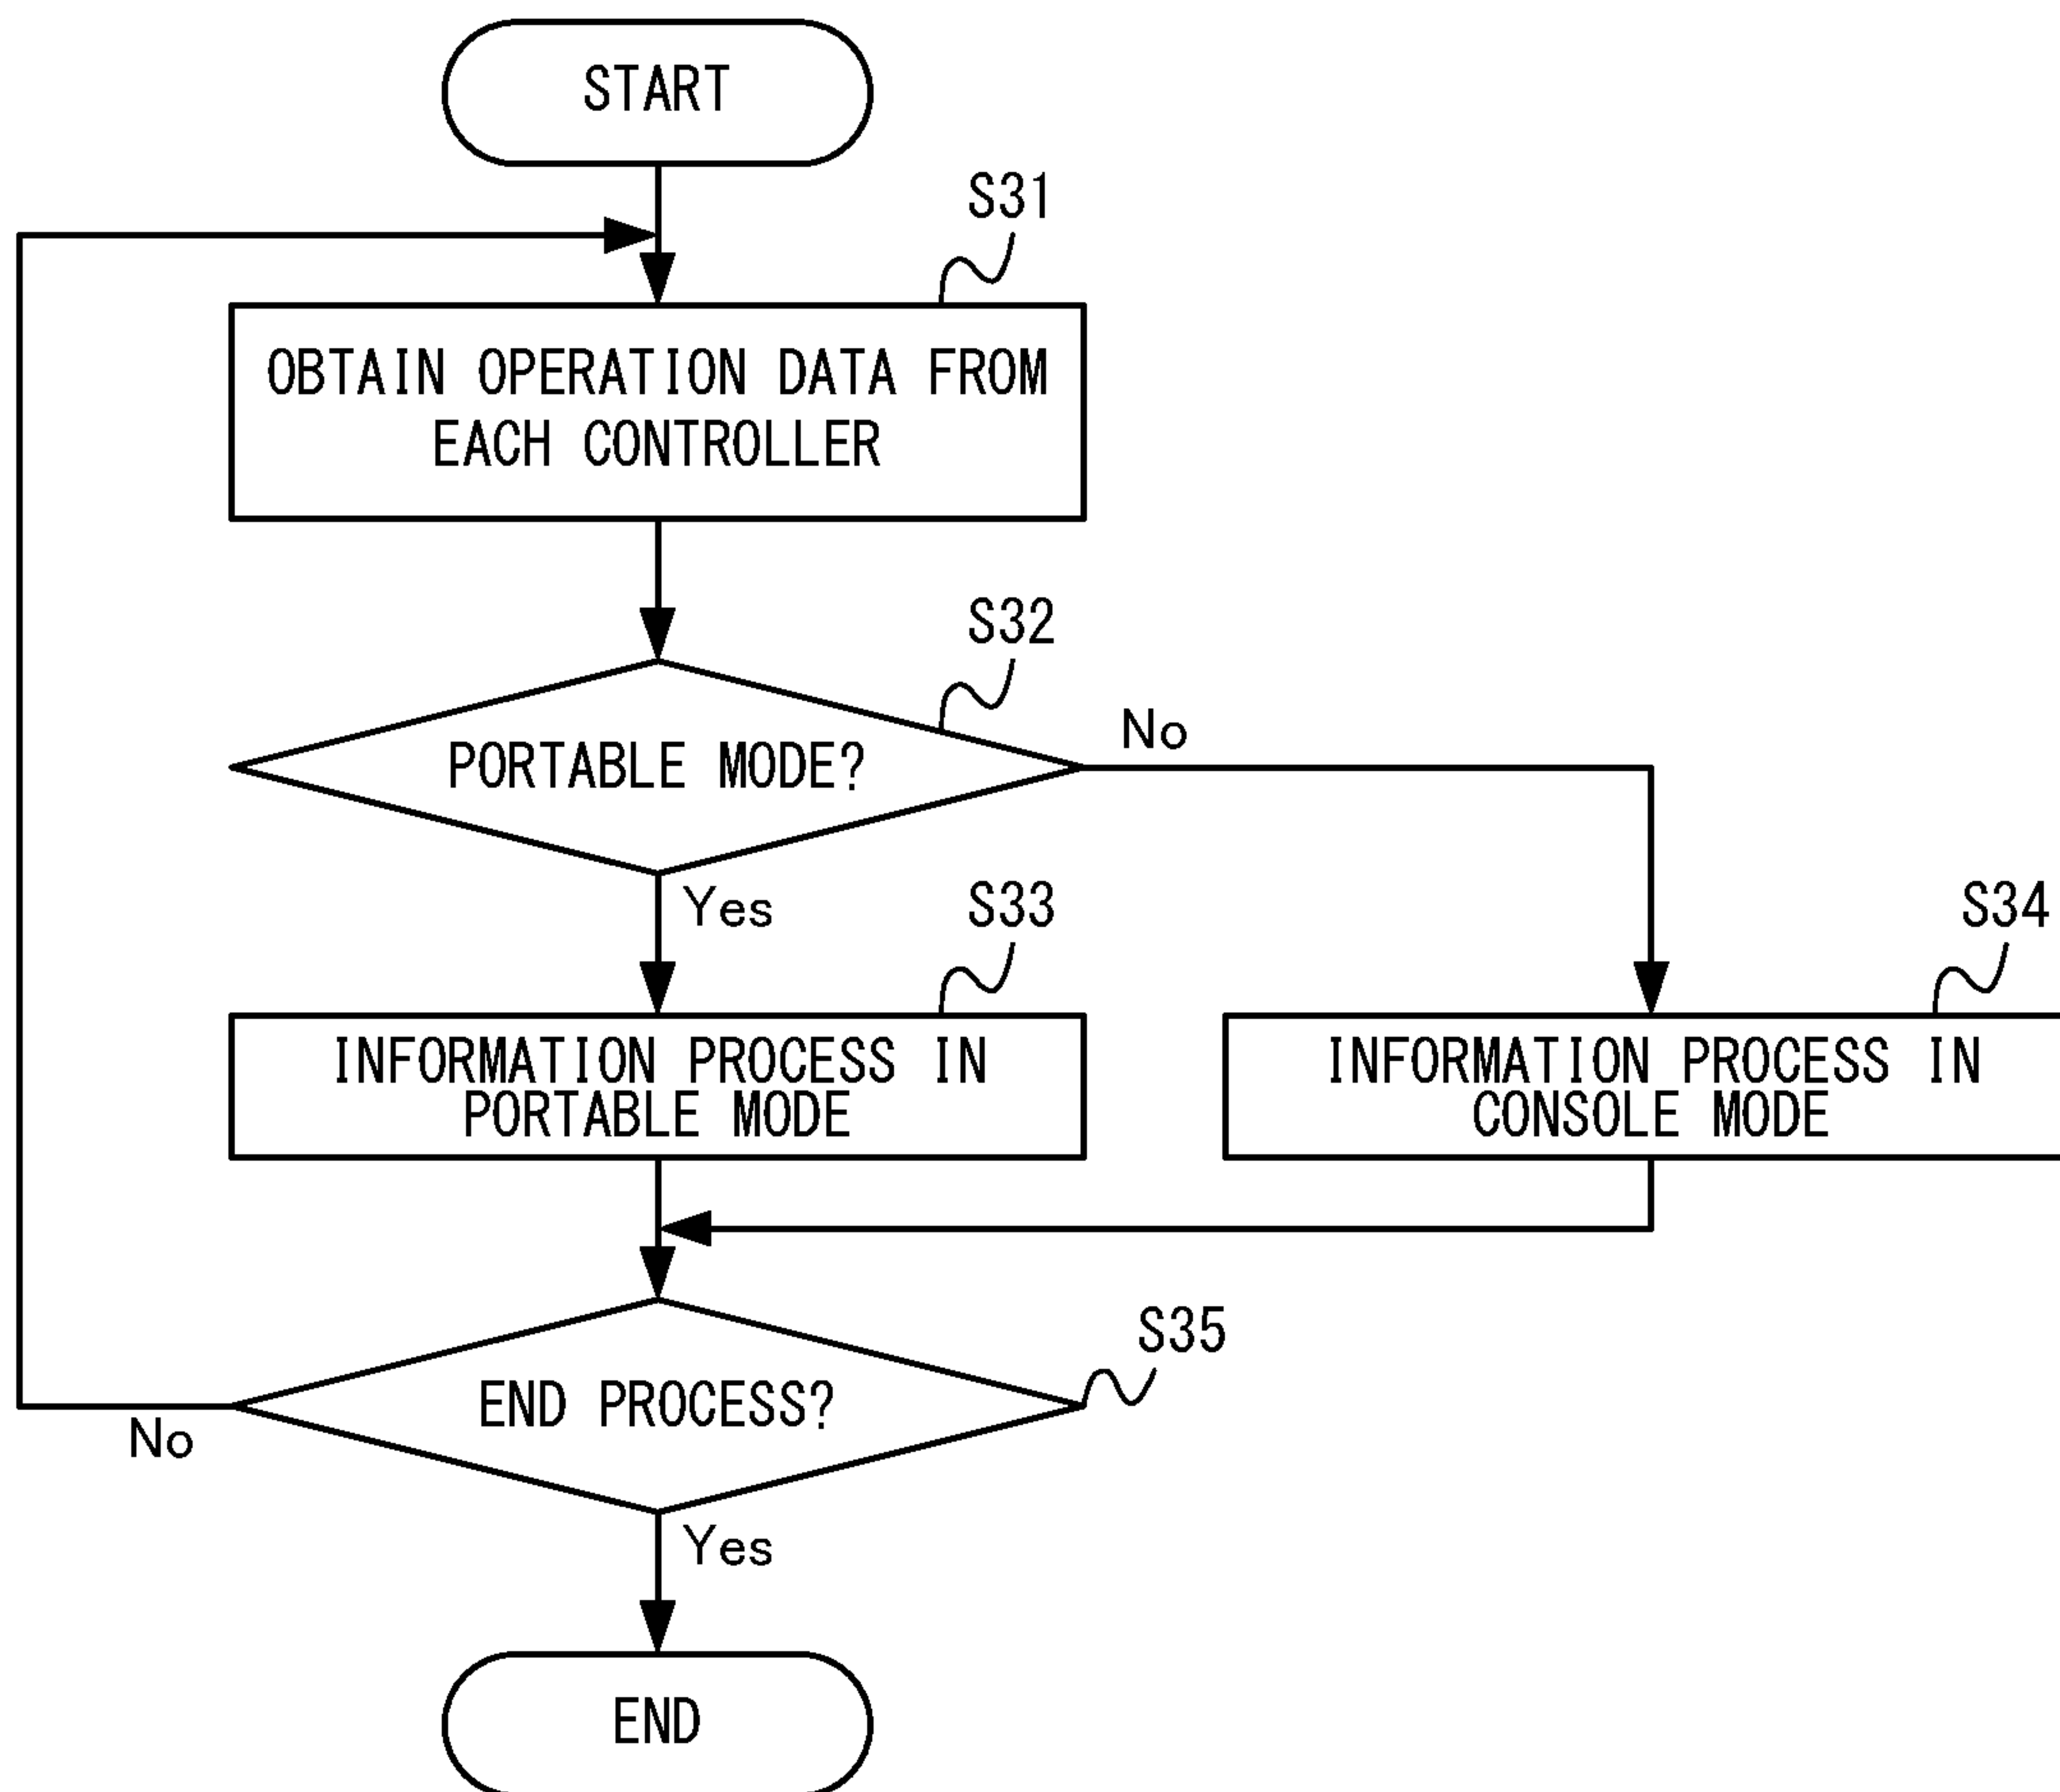 START
S31
OBTAIN OPERATION DATA FROM
EACH CONTROLLER
S32
PORTABLE MODE?
No
Yes
S33
S34
INFORMATION PROCESS IN
PORTABLE MODE
INFORMATION PROCESS IN
CONSOLE MODE
S35
END PROCESS?
No
Yes
END